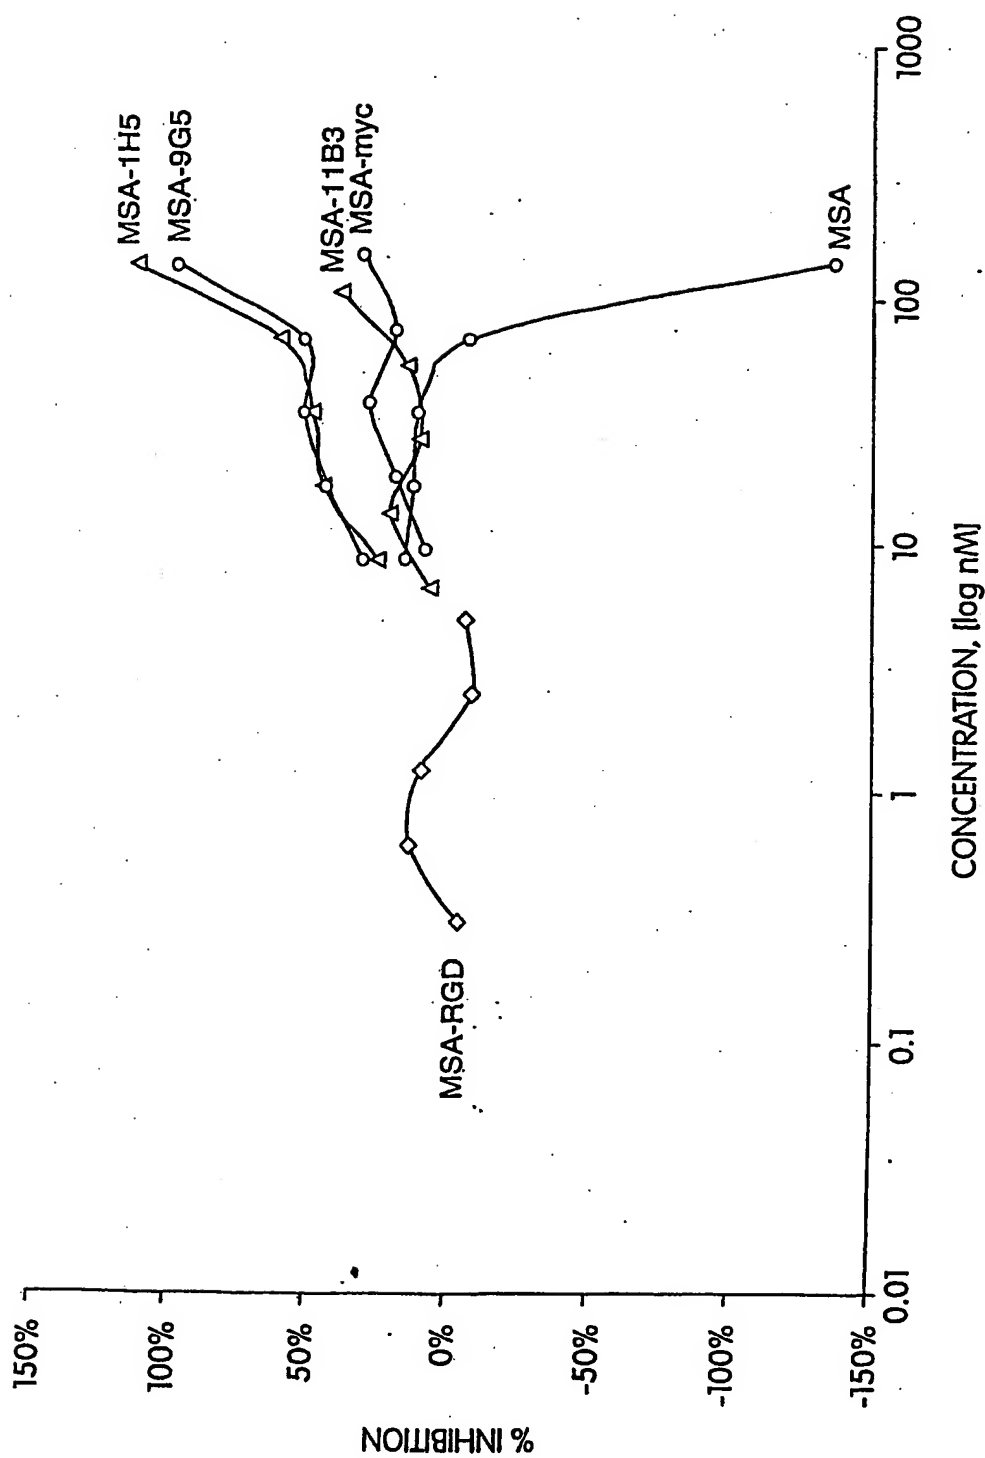 % INHIBITION
150%
100%
50%
0%
-50%
-100%
-150%
0.01
0.1
1
10
100
1000
CONCENTRATION, [log nM]
MSA-1H5
MSA-9G5
MSA-11B3
MSA-myc
MSA
MSA-RGD